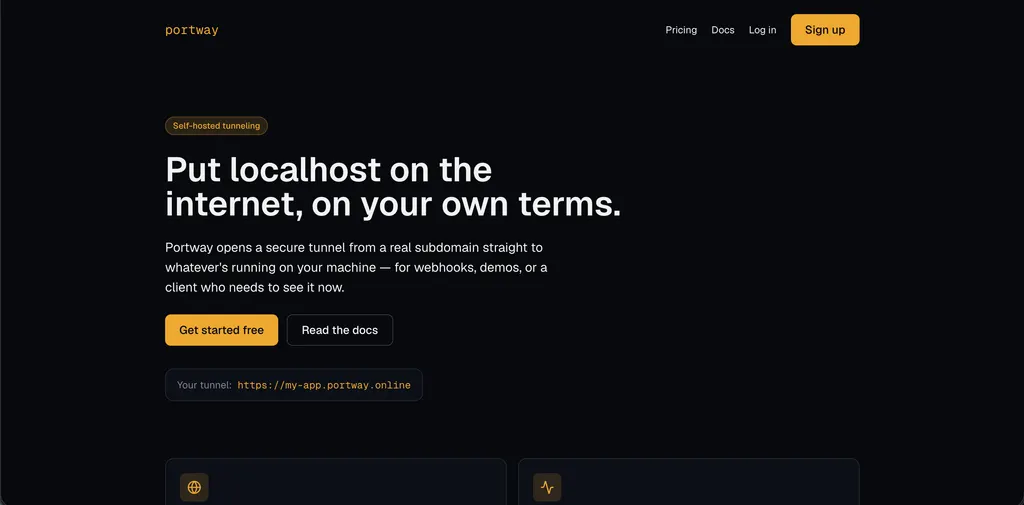 portway
Pricing
Docs
Log in
Sign up
Self-hosted tunneling
Put localhost on the
internet, on your own terms.
Portway opens a secure tunnel from a real subdomain straight to
whatever's running on your machine — for webhooks, demos, or a
client who needs to see it now.
Get started free
Read the docs
Your tunnel: https://my-app.portway.online